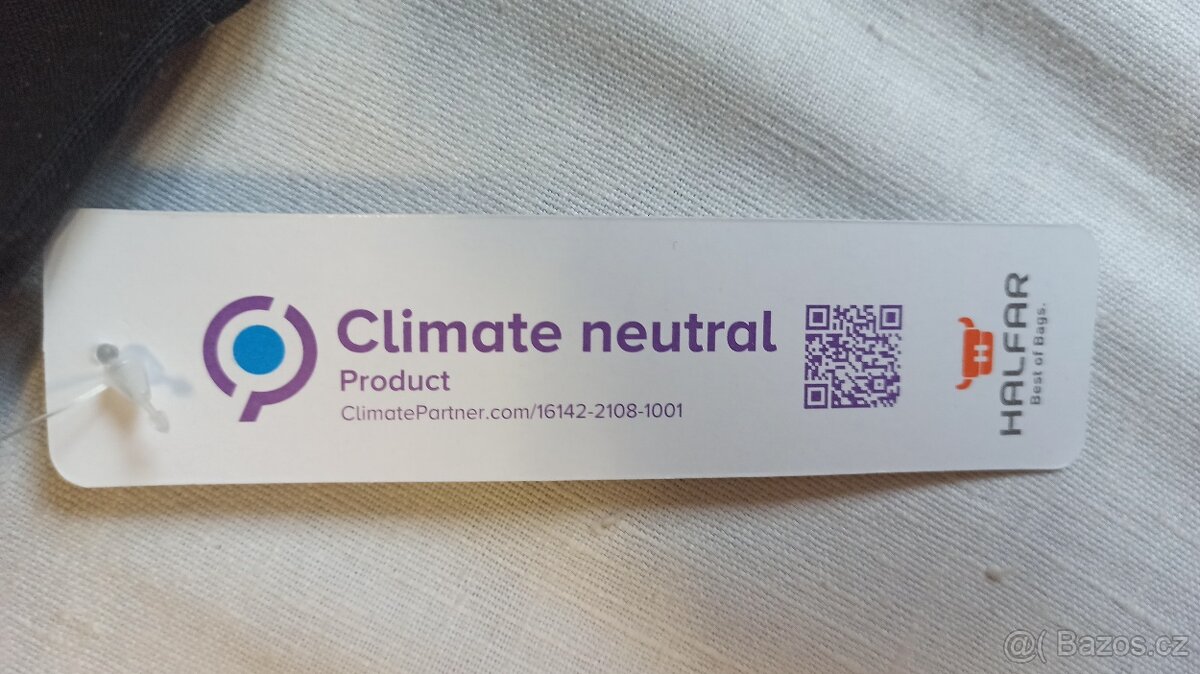 Climate neutral
Product
ClimatePartner.com/16142-2108-1001
HALFAR
Best of Bags.
@( Bazos.cz